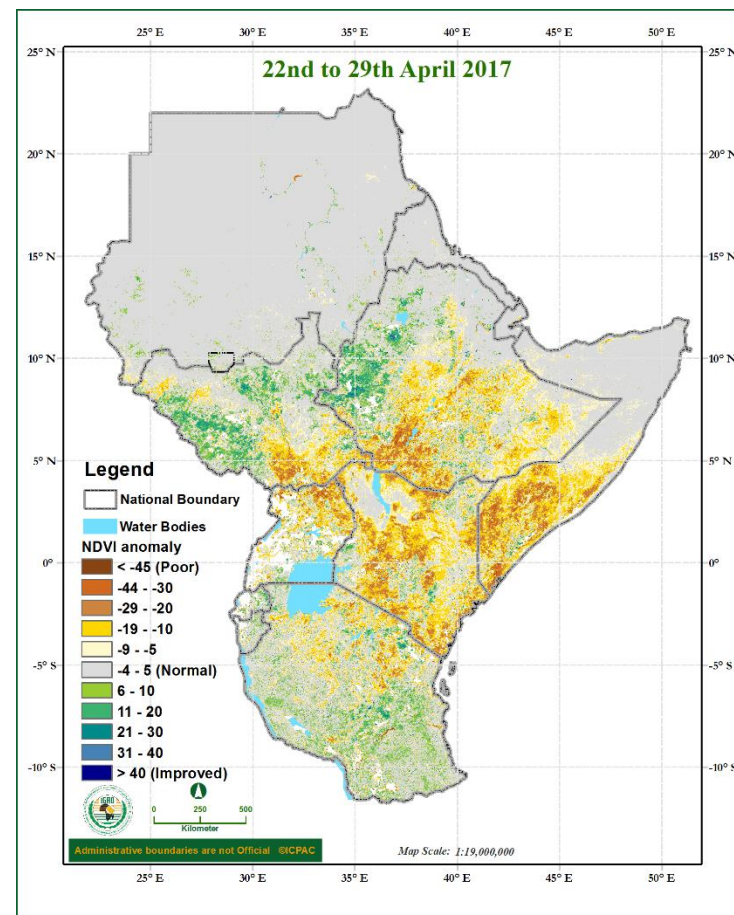 25° E 30° E 35° E 40° E 45° E 50° E
22nd to 29th April 2017
25° N 25° N
20° N 20° N
15° N 15° N
10° N 10° N
5° N 5° N
0° 0°
-5° S -5° S
-10° S -10° S
Legend
National Boundary
Water Bodies
NDVI anomaly
< -45 (Poor)
-44 - -30
-29 - -20
-19 - -10
-9 - -5
-4 - 5 (Normal)
6 - 10
11 - 20
21 - 30
31 - 40
> 40 (Improved)
IGAD
0 250 500
Kilometer
Administrative boundaries are not Official ©ICPAC
Map Scale: 1:19,000,000
25° E 30° E 35° E 40° E 45° E 50° E